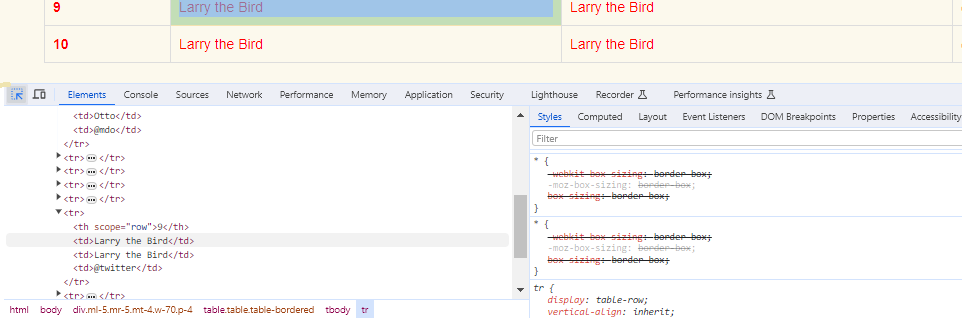 9 Larry the Bird Larry the Bird
10 Larry the Bird Larry the Bird
Elements Console Sources Network Performance Memory Application Security Lighthouse Recorder Performance insights
<td>Otto</td>
<td>@mdo</td>
</tr>
<tr> ••• </tr>
<tr> ••• </tr>
<tr> ••• </tr>
<tr> ••• </tr>
<tr>
<th scope="row">9</th>
<td>Larry the Bird</td>
<td>Larry the Bird</td>
<td>@twitter</td>
</tr>
<tr> ••• </tr>
html body div.ml-5.mr-5.mt-4.w-70.p-4 table.table.table-bordered tbody tr
Styles Computed Layout Event Listeners DOM Breakpoints Properties Accessibility
Filter
* {
-webkit-box-sizing: border-box;
-moz-box-sizing: border-box;
box-sizing: border-box;
}
* {
-webkit-box-sizing: border-box;
-moz-box-sizing: border-box;
box-sizing: border-box;
}
tr {
display: table-row;
vertical-align: inherit;